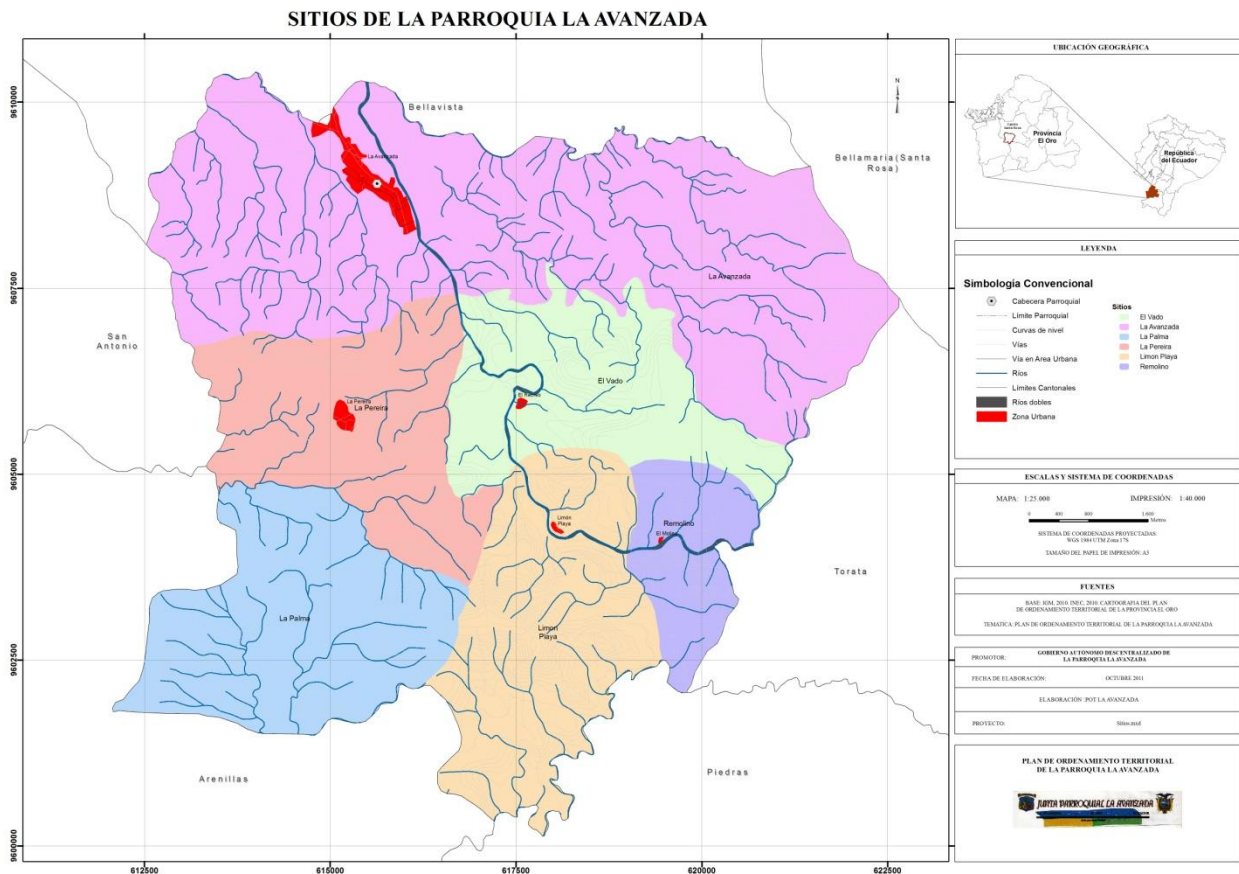 SITIOS DE LA PARROQUIA LA AVANZADA
9610000
9607500
9602500
9600000
612500
615000
617500
620000
622500
N
Bellavista
Bellamaria(Santa
Rosa)
San
Antonio
Torata
Piedras
Arenillas
La Avanzada
La Avanzada
El Vado
La Pereira
La Pereira
Limón
Playa
Remolino
La Palma
Limon
Playa
UBICACIÓN GEOGRÁFICA
Provincia
El Oro
República
del Ecuador
LEYENDA
Simbología Convencional
Cabecera Parroquial
Límite Parroquial
Curvas de nivel
Vías
Vía en Area Urbana
Ríos
Límites Cantonales
Ríos dobles
Zona Urbana
Sitios
El Vado
La Avanzada
La Palma
La Pereira
Limon Playa
Remolino
ESCALAS Y SISTEMA DE COORDENADAS
MAPA: 1:25.000 IMPRESIÓN: 1:40.000
0 400 800 1.600
Metros
SISTEMA DE COORDENADAS PROYECTADAS:
WGS 1984 UTM Zona 17S
TAMAÑO DEL PAPEL DE IMPRESIÓN: A3
FUENTES
BASE: IGM, 2010. INEC, 2010. CARTOGRAFIA DEL PLAN
DE ORDENAMIENTO TERRITORIAL DE LA PROVINCIA EL ORO
TEMATICA: PLAN DE ORDENAMIENTO TERRITORIAL DE LA PARROQUIA LA AVANZADA
PROMOTOR: GOBIERNO AUTÓNOMO DESCENTRALIZADO DE
LA PARROQUIA LA AVANZADA
FECHA DE ELABORACIÓN: OCTUBRE 2011
ELABORACIÓN :POT LA AVANZADA
PROYECTO: Sitios.mxd
PLAN DE ORDENAMIENTO TERRITORIAL
DE LA PARROQUIA LA AVANZADA
JUNTA PARROQUIAL LA AVANZADA